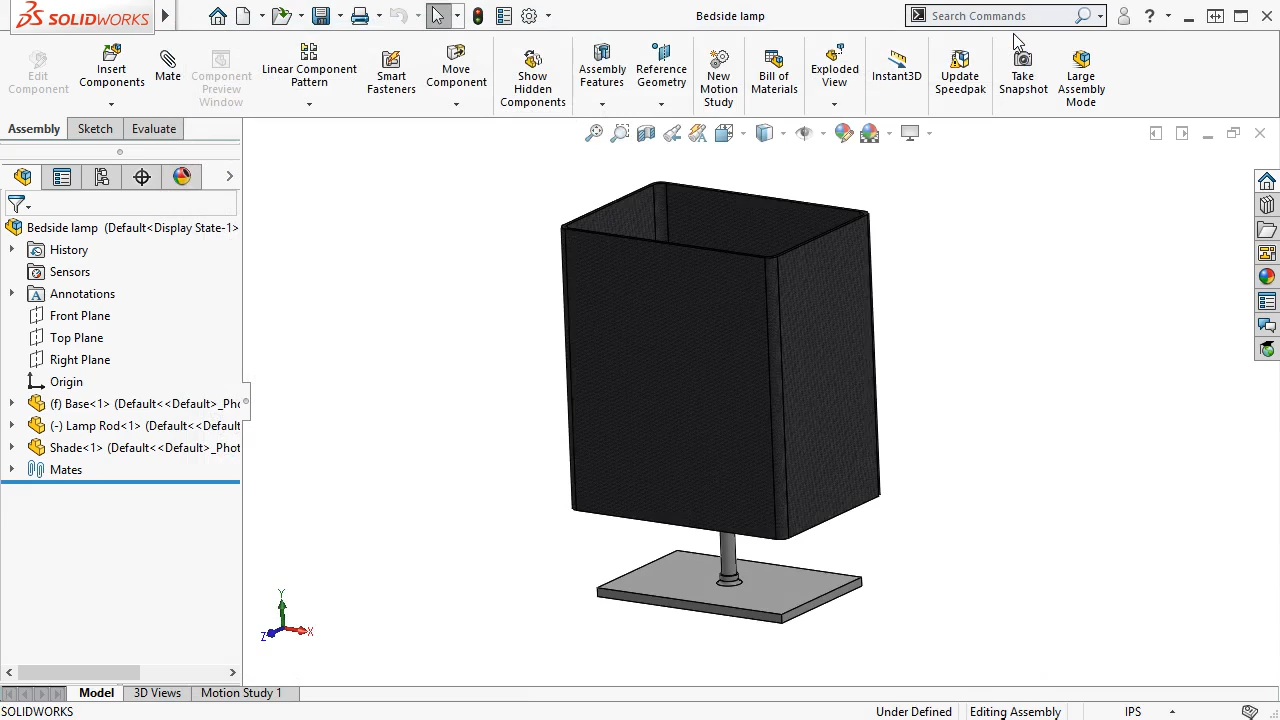 SOLIDWORKS
Bedside lamp
Search Commands
Edit
Component
Insert
Components
Mate
Component
Preview
Window
Linear Component
Pattern
Smart
Fasteners
Move
Component
Show
Hidden
Components
Assembly
Features
Reference
Geometry
New
Motion
Study
Bill of
Materials
Exploded
View
Instant3D
Update
Speedpak
Take
Snapshot
Large
Assembly
Mode
Assembly
Sketch
Evaluate
Bedside lamp (Default<Display State-1>
History
Sensors
Annotations
Front Plane
Top Plane
Right Plane
Origin
(f) Base<1> (Default<<Default>_Pho
(-) Lamp Rod<1> (Default<<Default
Shade<1> (Default<<Default>_Phot
Mates
Y
Z
X
Model
3D Views
Motion Study 1
SOLIDWORKS
Under Defined
Editing Assembly
IPS